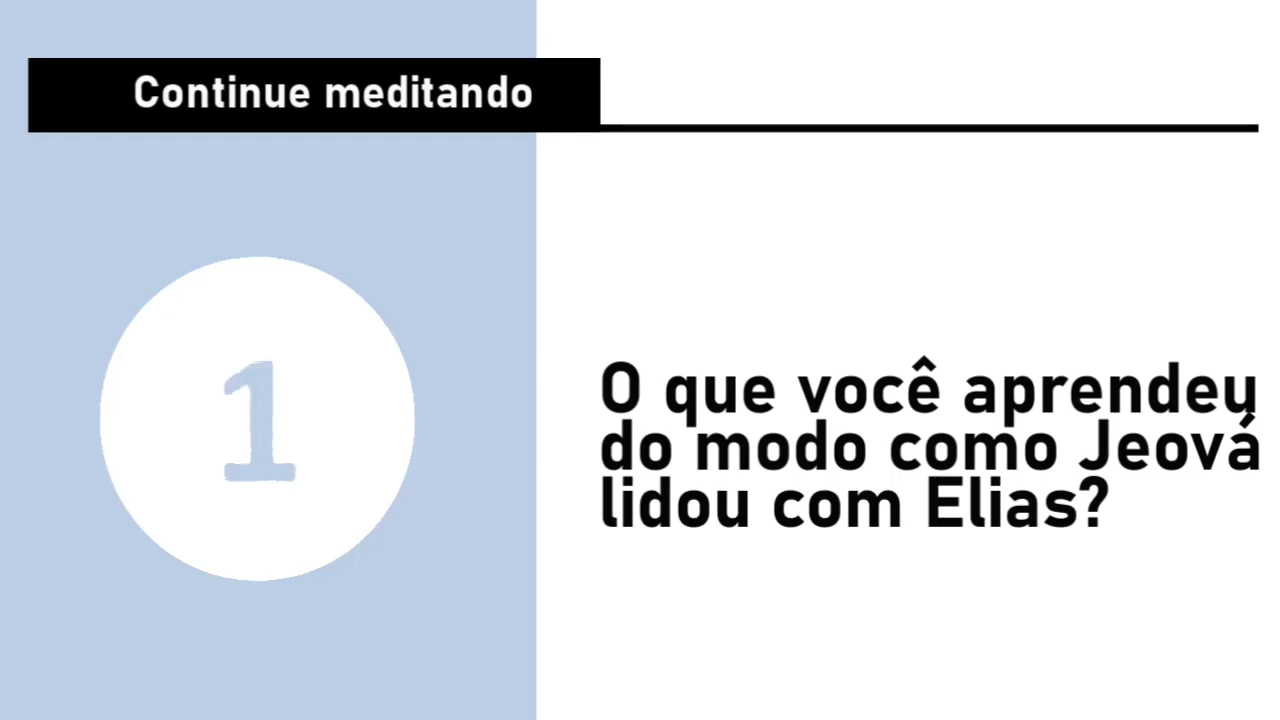 Continue meditando
1
O que você aprendeu
do modo como Jeová
lidou com Elias?